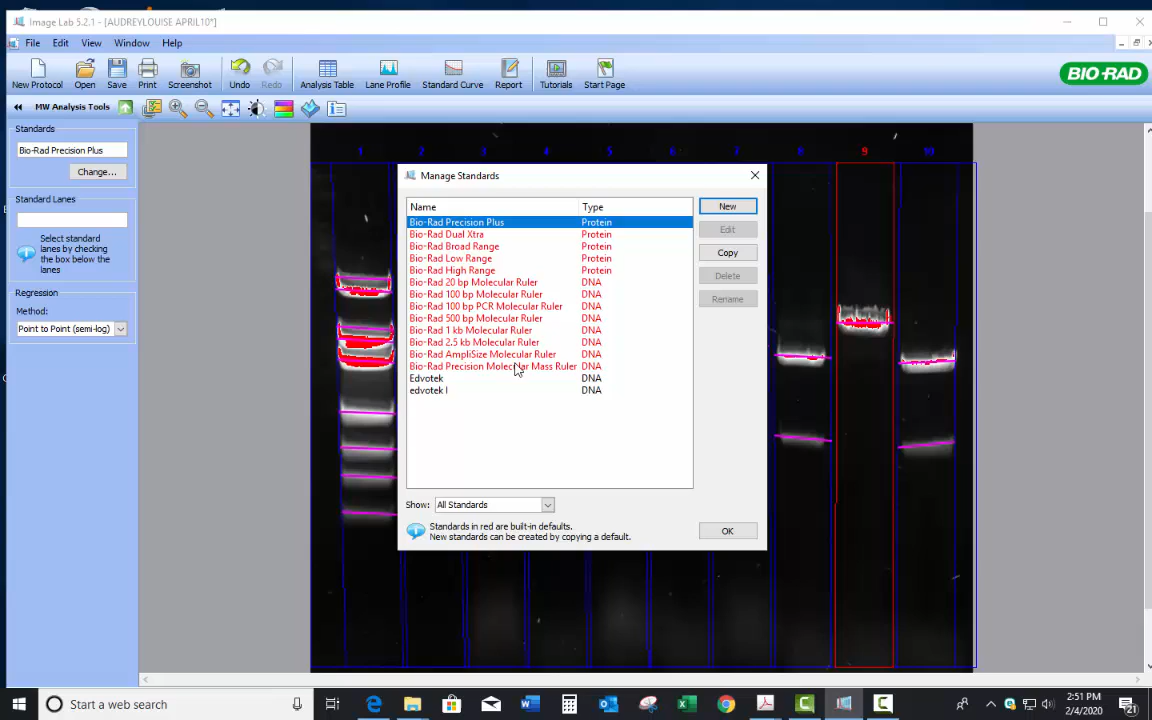 Image Lab 5.2.1 - [AUDREYLOUISE APRIL10*]
File Edit View Window Help
New Protocol Open Save Print Screenshot Undo Redo Analysis Table Lane Profile Standard Curve Report Tutorials Start Page
BIO-RAD
MW Analysis Tools
Standards
Bio-Rad Precision Plus
Change...
Standard Lanes
Select standard
lanes by checking
the box below the
lanes
Regression
Method:
Point to Point (semi-log)
1 2 3 4 5 6 7 8 9 10
Manage Standards
Name Type
Bio-Rad Precision Plus Protein
Bio-Rad Dual Xtra Protein
Bio-Rad Broad Range Protein
Bio-Rad Low Range Protein
Bio-Rad High Range Protein
Bio-Rad 20 bp Molecular Ruler DNA
Bio-Rad 100 bp Molecular Ruler DNA
Bio-Rad 100 bp PCR Molecular Ruler DNA
Bio-Rad 500 bp Molecular Ruler DNA
Bio-Rad 1 kb Molecular Ruler DNA
Bio-Rad 2.5 kb Molecular Ruler DNA
Bio-Rad AmpliSize Molecular Ruler DNA
Bio-Rad Precision Molecular Mass Ruler DNA
Edvotek DNA
edvotek I DNA
New
Edit
Copy
Delete
Rename
Show: All Standards
Standards in red are built-in defaults.
New standards can be created by copying a default.
OK
Start a web search
2:51 PM
2/4/2020
21